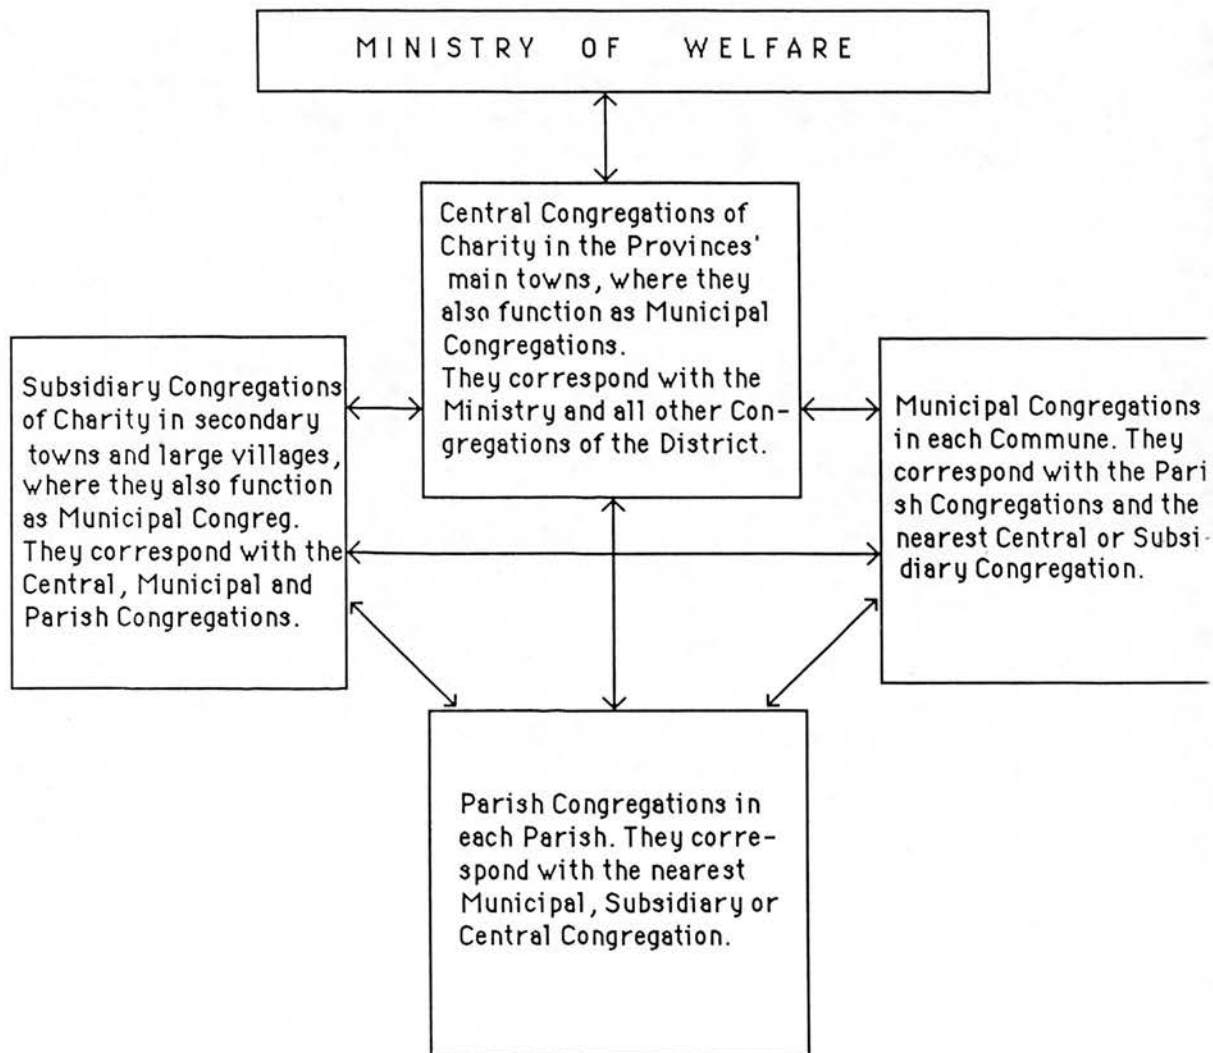 MINISTRY OF WELFARE
Central Congregations of
Charity in the Provinces'
main towns, where they
also function as Municipal
Congregations.
They correspond with the
Ministry and all other Con-
gregations of the District.
Subsidiary Congregations
of Charity in secondary
towns and large villages,
where they also function
as Municipal Congreg.
They correspond with the
Central, Municipal and
Parish Congregations.
Municipal Congregations
in each Commune. They
correspond with the Pari
sh Congregations and the
nearest Central or Subsi-
diary Congregation.
Parish Congregations in
each Parish. They corre-
spond with the nearest
Municipal, Subsidiary or
Central Congregation.